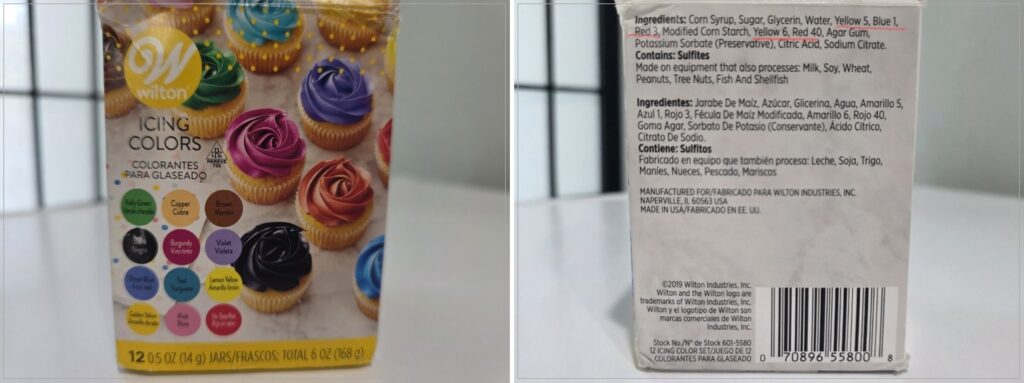 Wilton
ICING
COLORS
COLORANTES
PARA GLASEADO
PAREVE
Kelly Green
Copper
Cobre
Brown
Marrón
Burgundy
Vino tinto
Violet
Violeta
Teal
Turquesa
Lemon Yellow
Amarillo limón
Golden Yellow
Amarillo dorado
Pink
Rosa
12 0.5 OZ (14 g) JARS/FRASCOS; TOTAL 6 OZ (168 g)
Ingredients: Corn Syrup, Sugar, Glycerin, Water, Yellow 5, Blue 1,
Red 3, Modified Corn Starch, Yellow 6, Red 40, Agar Gum,
Potassium Sorbate (Preservative), Citric Acid, Sodium Citrate.
Contains: Sulfites
Made on equipment that also processes: Milk, Soy, Wheat,
Peanuts, Tree Nuts, Fish And Shellfish
Ingredientes: Jarabe De Maíz, Azúcar, Glicerina, Agua, Amarillo 5,
Azul 1, Rojo 3, Fécula De Maíz Modificada, Amarillo 6, Rojo 40,
Goma Agar, Sorbato De Potasio (Conservante), Ácido Cítrico,
Citrato De Sodio.
Contiene: Sulfitos
Fabricado en equipo que también procesa: Leche, Soja, Trigo,
Maníes, Nueces, Pescado, Mariscos
MANUFACTURED FOR/FABRICADO PARA WILTON INDUSTRIES, INC.
NAPERVILLE, IL 60563 USA
MADE IN USA/FABRICADO EN EE. UU.
©2019 Wilton Industries, Inc.
Wilton and the Wilton logo are
trademarks of Wilton Industries, Inc.
Wilton y el logotipo de Wilton son
marcas comerciales de Wilton
Industries, Inc.
Stock No./N° de Stock 601-5580
12 ICING COLOR SET/JUEGO DE 12
COLORANTES PARA GLASEADO
0 70896 55800 8